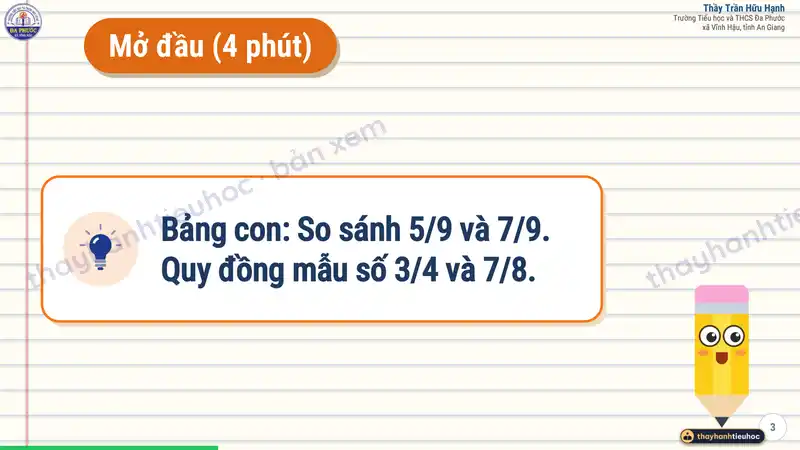 Thầy Trần Hữu Hạnh
Trường Tiểu học và THCS Đa Phước
xã Vĩnh Hậu, tỉnh An Giang
ĐA PHƯỚC
Mở đầu (4 phút)
thayhanhtieuhoc · bản xem
Bảng con: So sánh 5/9 và 7/9.
Quy đồng mẫu số 3/4 và 7/8.
thayhanhtie
thayhanhtieuhoc
3